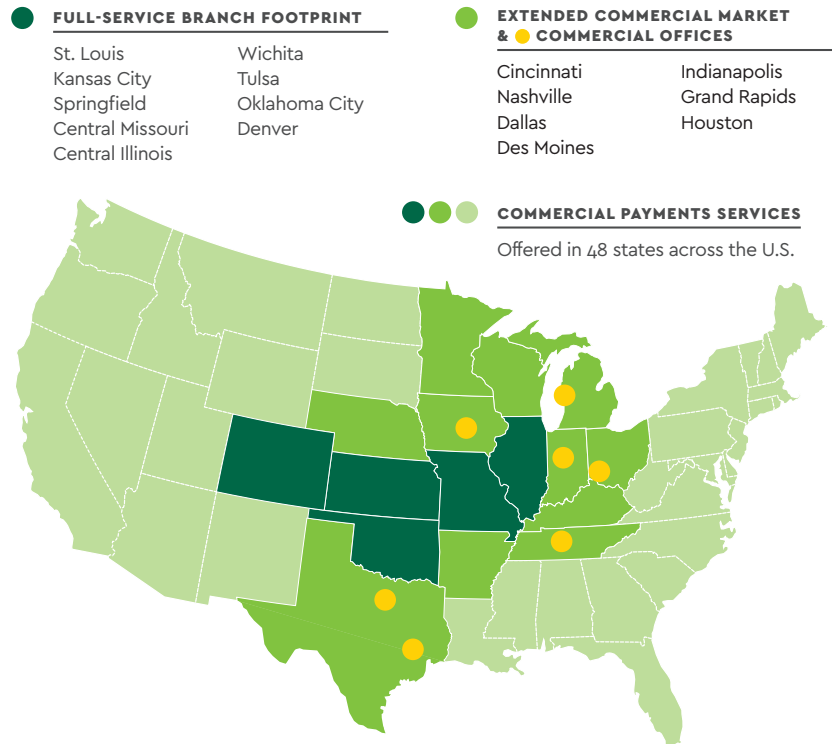 FULL-SERVICE BRANCH FOOTPRINT
St. Louis
Kansas City
Springfield
Central Missouri
Central Illinois
Wichita
Tulsa
Oklahoma City
Denver
EXTENDED COMMERCIAL MARKET
& COMMERCIAL OFFICES
Cincinnati
Nashville
Dallas
Des Moines
Indianapolis
Grand Rapids
Houston
COMMERCIAL PAYMENTS SERVICES
Offered in 48 states across the U.S.